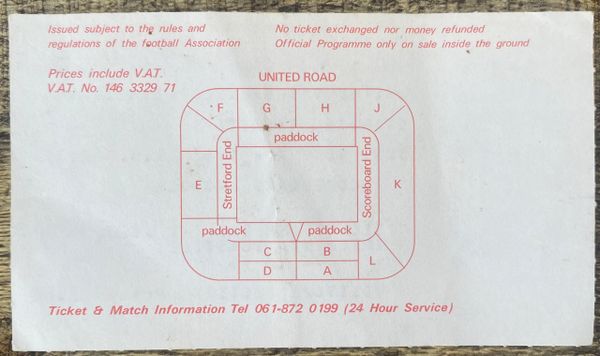 Issued subject to the rules and
regulations of the football Association
No ticket exchanged nor money refunded
Official Programme only on sale inside the ground
Prices include V.A.T.
V.A.T. No. 146 3329 71
UNITED ROAD
F G H J
paddock
Stretford End
Scoreboard End
E K
paddock paddock
C B
L
D A
Ticket & Match Information Tel 061-872 0199 (24 Hour Service)